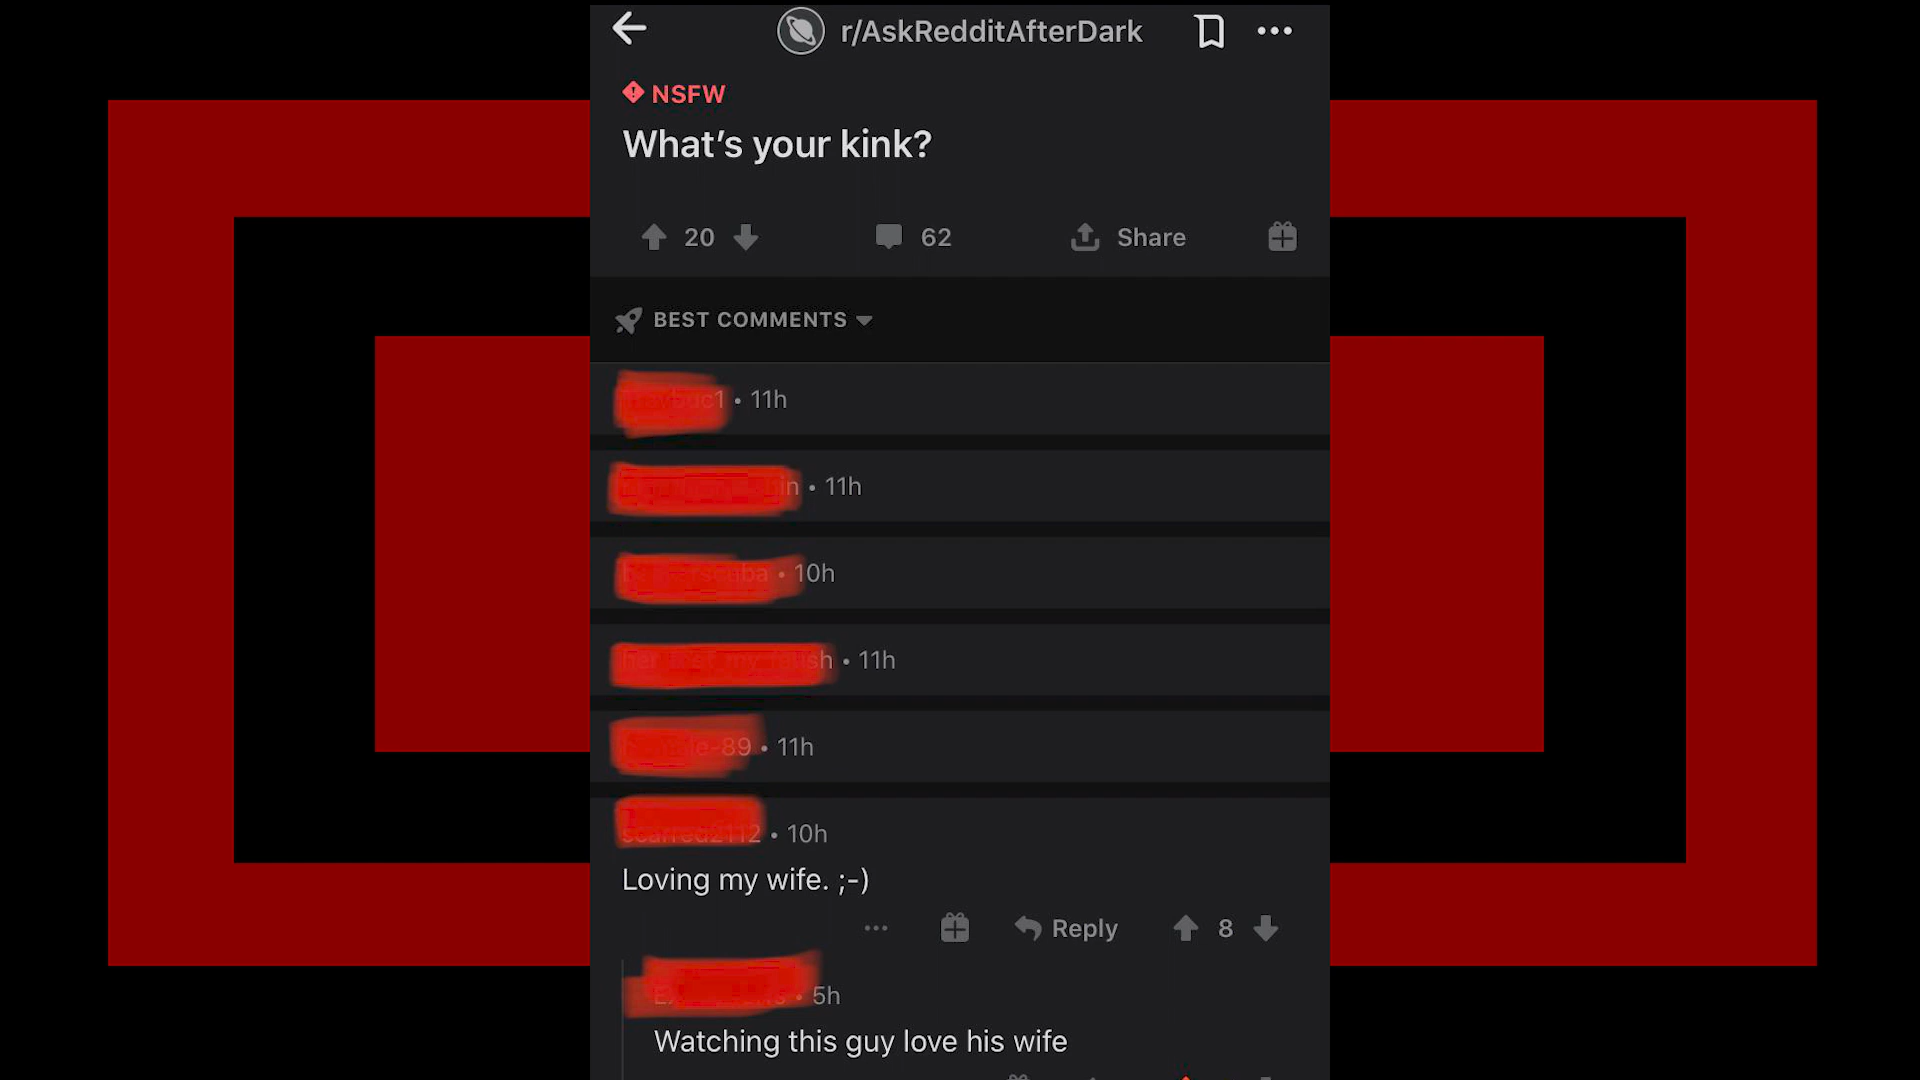 r/AskRedditAfterDark
NSFW
What's your kink?
20
62
Share
BEST COMMENTS
• 11h
• 11h
• 10h
• 11h
• 11h
• 10h
Loving my wife. ;-)
Reply
8
• 5h
Watching this guy love his wife